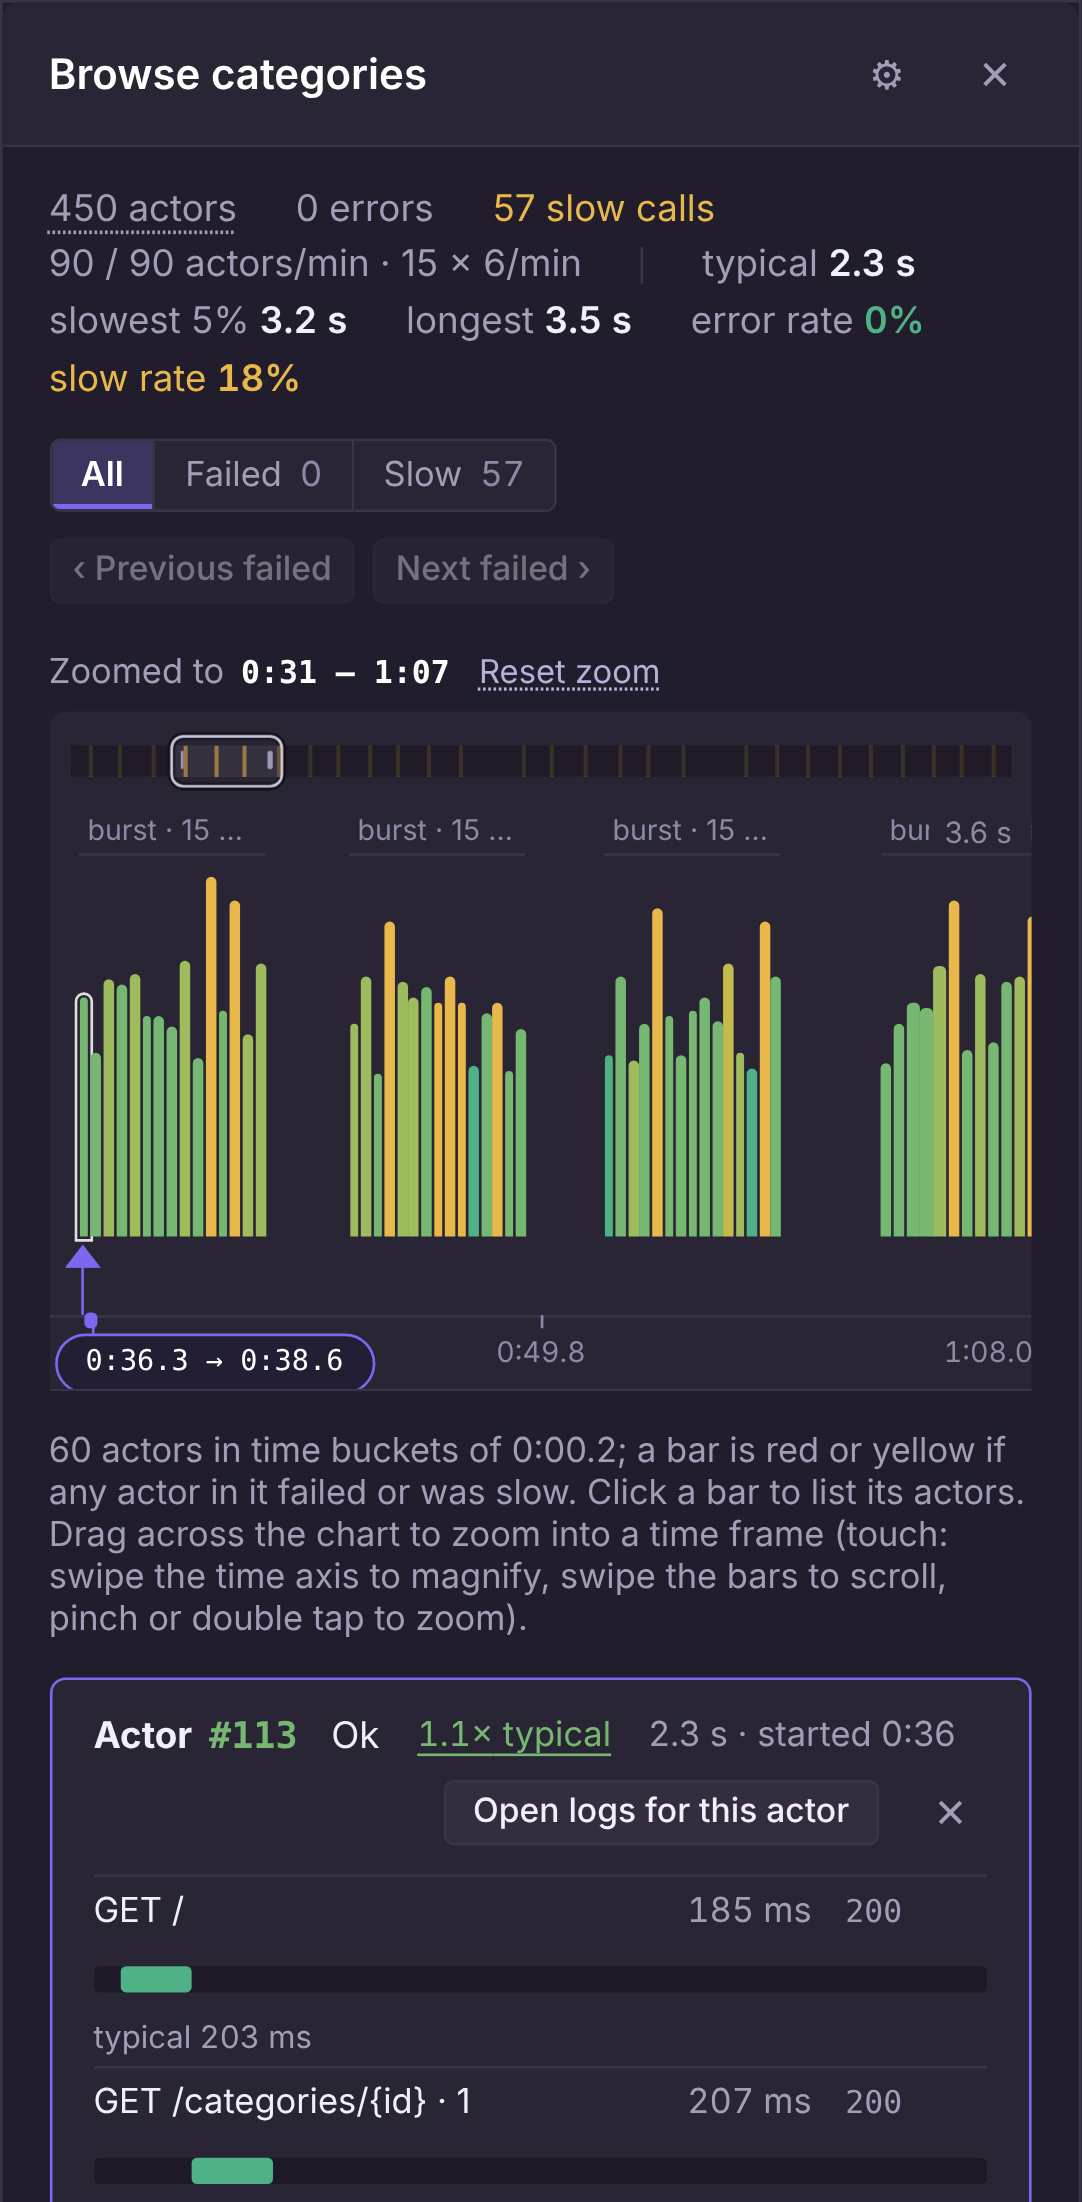 Browse categories
450 actors 0 errors 57 slow calls
90 / 90 actors/min · 15 × 6/min typical 2.3 s
slowest 5% 3.2 s longest 3.5 s error rate 0%
slow rate 18%
All Failed 0 Slow 57
‹ Previous failed Next failed ›
Zoomed to 0:31 – 1:07 Reset zoom
burst · 15 ... burst · 15 ... burst · 15 ... bur 3.6 s
0:36.3 → 0:38.6 0:49.8 1:08.0
60 actors in time buckets of 0:00.2; a bar is red or yellow if
any actor in it failed or was slow. Click a bar to list its actors.
Drag across the chart to zoom into a time frame (touch:
swipe the time axis to magnify, swipe the bars to scroll,
pinch or double tap to zoom).
Actor #113 Ok 1.1× typical 2.3 s · started 0:36
Open logs for this actor
GET / 185 ms 200
typical 203 ms
GET /categories/{id} · 1 207 ms 200